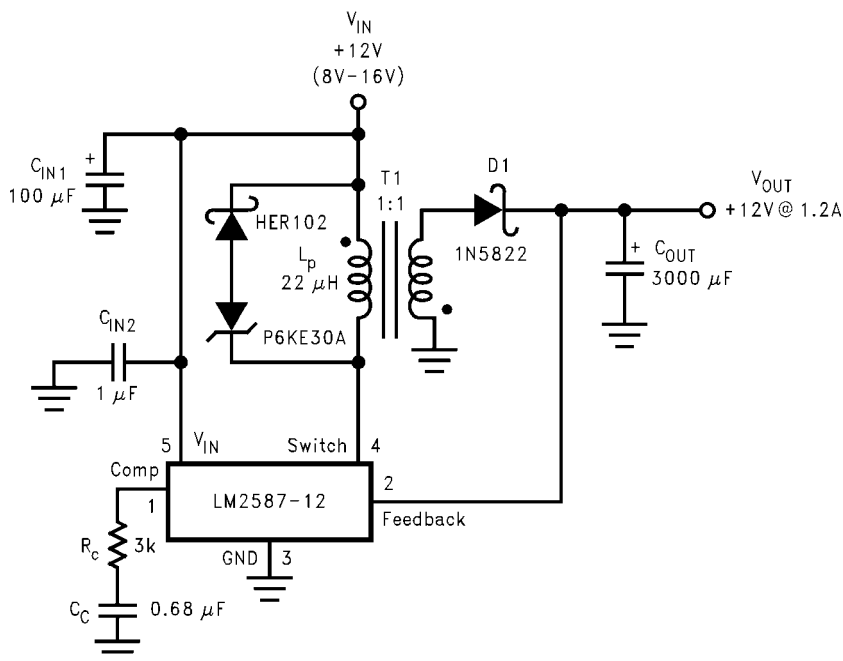 V_IN
+12V
(8V–16V)
C_IN1
+
100 µF
T1
1:1
D1
V_OUT
+12V @ 1.2A
HER102
1N5822
+
C_OUT
3000 µF
L_p
22 µH
C_IN2
1 µF
P6KE30A
5
V_IN
Switch
4
Comp
1
LM2587-12
2
Feedback
R_c
3k
GND
3
C_C
0.68 µF